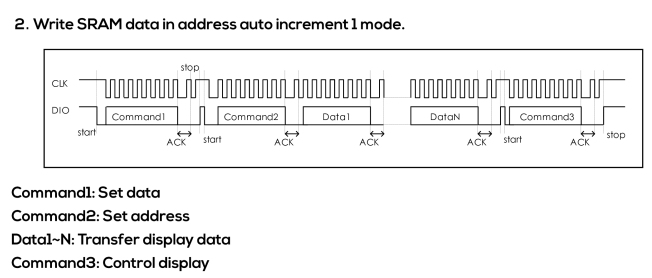 2. Write SRAM data in address auto increment 1 mode.
stop
CLK
DIO
Command1
Command2
Data1
DataN
Command3
start
ACK
start
ACK
ACK
ACK
start
ACK
stop
Command1: Set data
Command2: Set address
Data1~N: Transfer display data
Command3: Control display